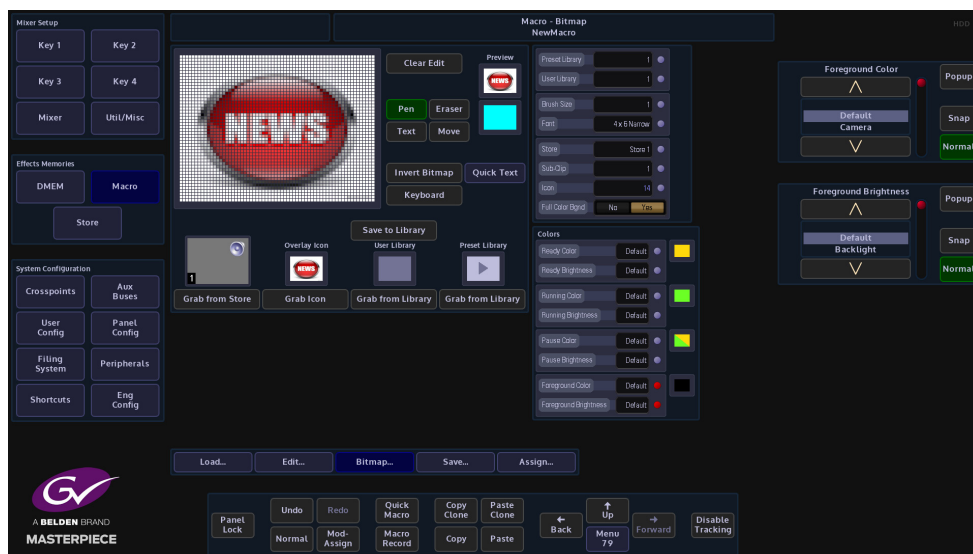 Mixer Setup
Key 1
Key 2
Key 3
Key 4
Mixer
Util/Misc
Effects Memories
DMEM
Macro
Store
System Configuration
Crosspoints
Aux
Buses
User
Config
Panel
Config
Filing
System
Peripherals
Shortcuts
Eng
Config
GV
A BELDEN BRAND
MASTERPIECE
Macro - Bitmap
NewMacro
HDD
NEWS
Clear Edit
Preview
NEWS
Pen
Eraser
Text
Move
Invert Bitmap
Quick Text
Keyboard
Save to Library
1
Overlay Icon
NEWS
User Library
Preset Library
Grab from Store
Grab Icon
Grab from Library
Grab from Library
Preset Library
1
User Library
1
Brush Size
1
Font
4 x 6 Narrow
Store
Store 1
Sub-Clip
1
Icon
14
Full Color Bgnd
No
Yes
Colors
Ready Color
Default
Ready Brightness
Default
Running Color
Default
Running Brightness
Default
Pause Color
Default
Pause Brightness
Default
Foreground Color
Default
Foreground Brightness
Default
Foreground Color
Default
Camera
Popup
Snap
Normal
Foreground Brightness
Default
Backlight
Popup
Snap
Normal
Load...
Edit...
Bitmap...
Save...
Assign...
Panel
Lock
Undo
Redo
Normal
Mod-
Assign
Quick
Macro
Macro
Record
Copy
Clone
Paste
Clone
Copy
Paste
Back
Up
Menu
79
Forward
Disable
Tracking